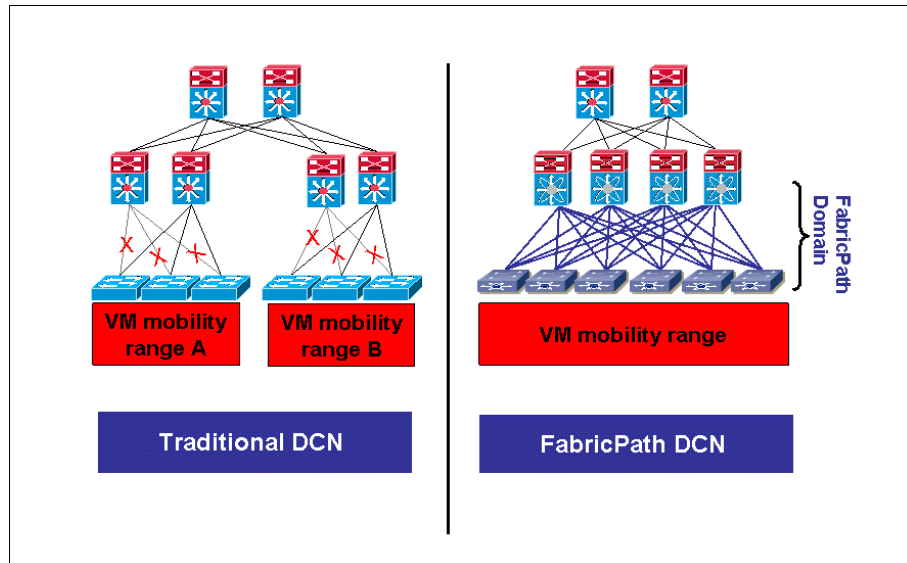 X
X
X
X
X
X
VM mobility
range A
VM mobility
range B
Traditional DCN
FabricPath
Domain
VM mobility range
FabricPath DCN